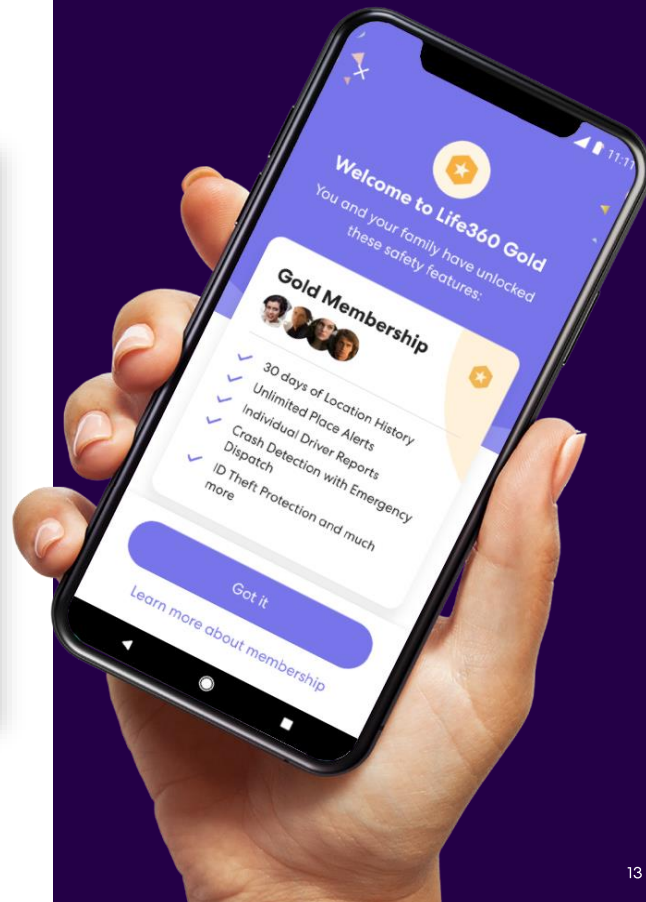 11:11
Welcome to Life360 Gold
You and your family have unlocked
these safety features:
Gold Membership
30 days of Location History
Unlimited Place Alerts
Individual Driver Reports
Crash Detection with Emergency
Dispatch
ID Theft Protection and much
more
Got it
Learn more about membership
13